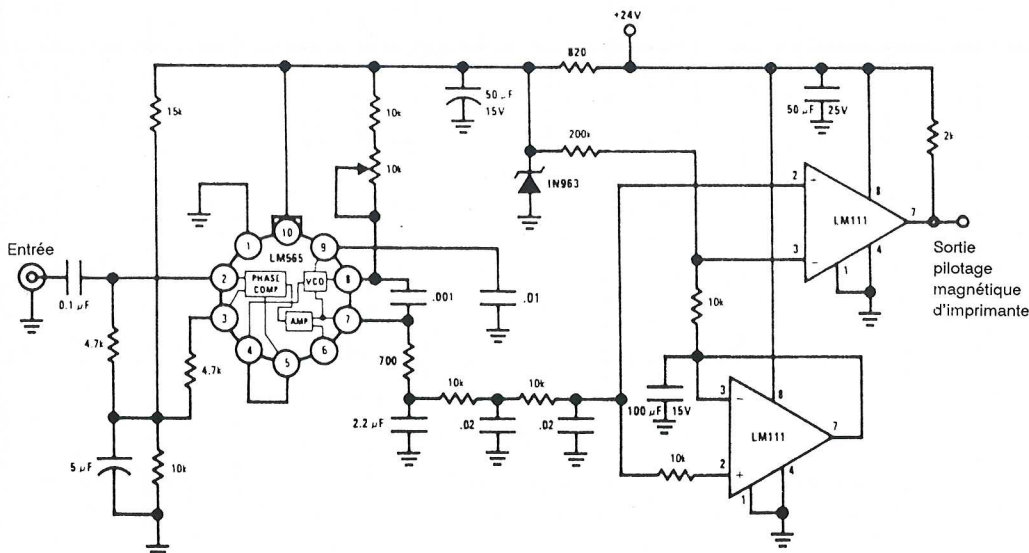 +24V
820
15k
50 µF
15V
10k
10k
200k
50 µF 25V
2k
1N963
2
−
8
LM111
7
3
−
4
1
Entrée
0.1 µF
1
10
9
LM565
2
PHASE
COMP
VCO
8
3
AMP
7
4
5
6
.001
.01
Sortie
pilotage
magnétique
d'imprimante
4.7k
4.7k
700
10k
10k
10k
2.2 µF
.02
.02
100 µF 15V
3
−
8
LM111
7
10k
2
+
4
1
5 µF
10k